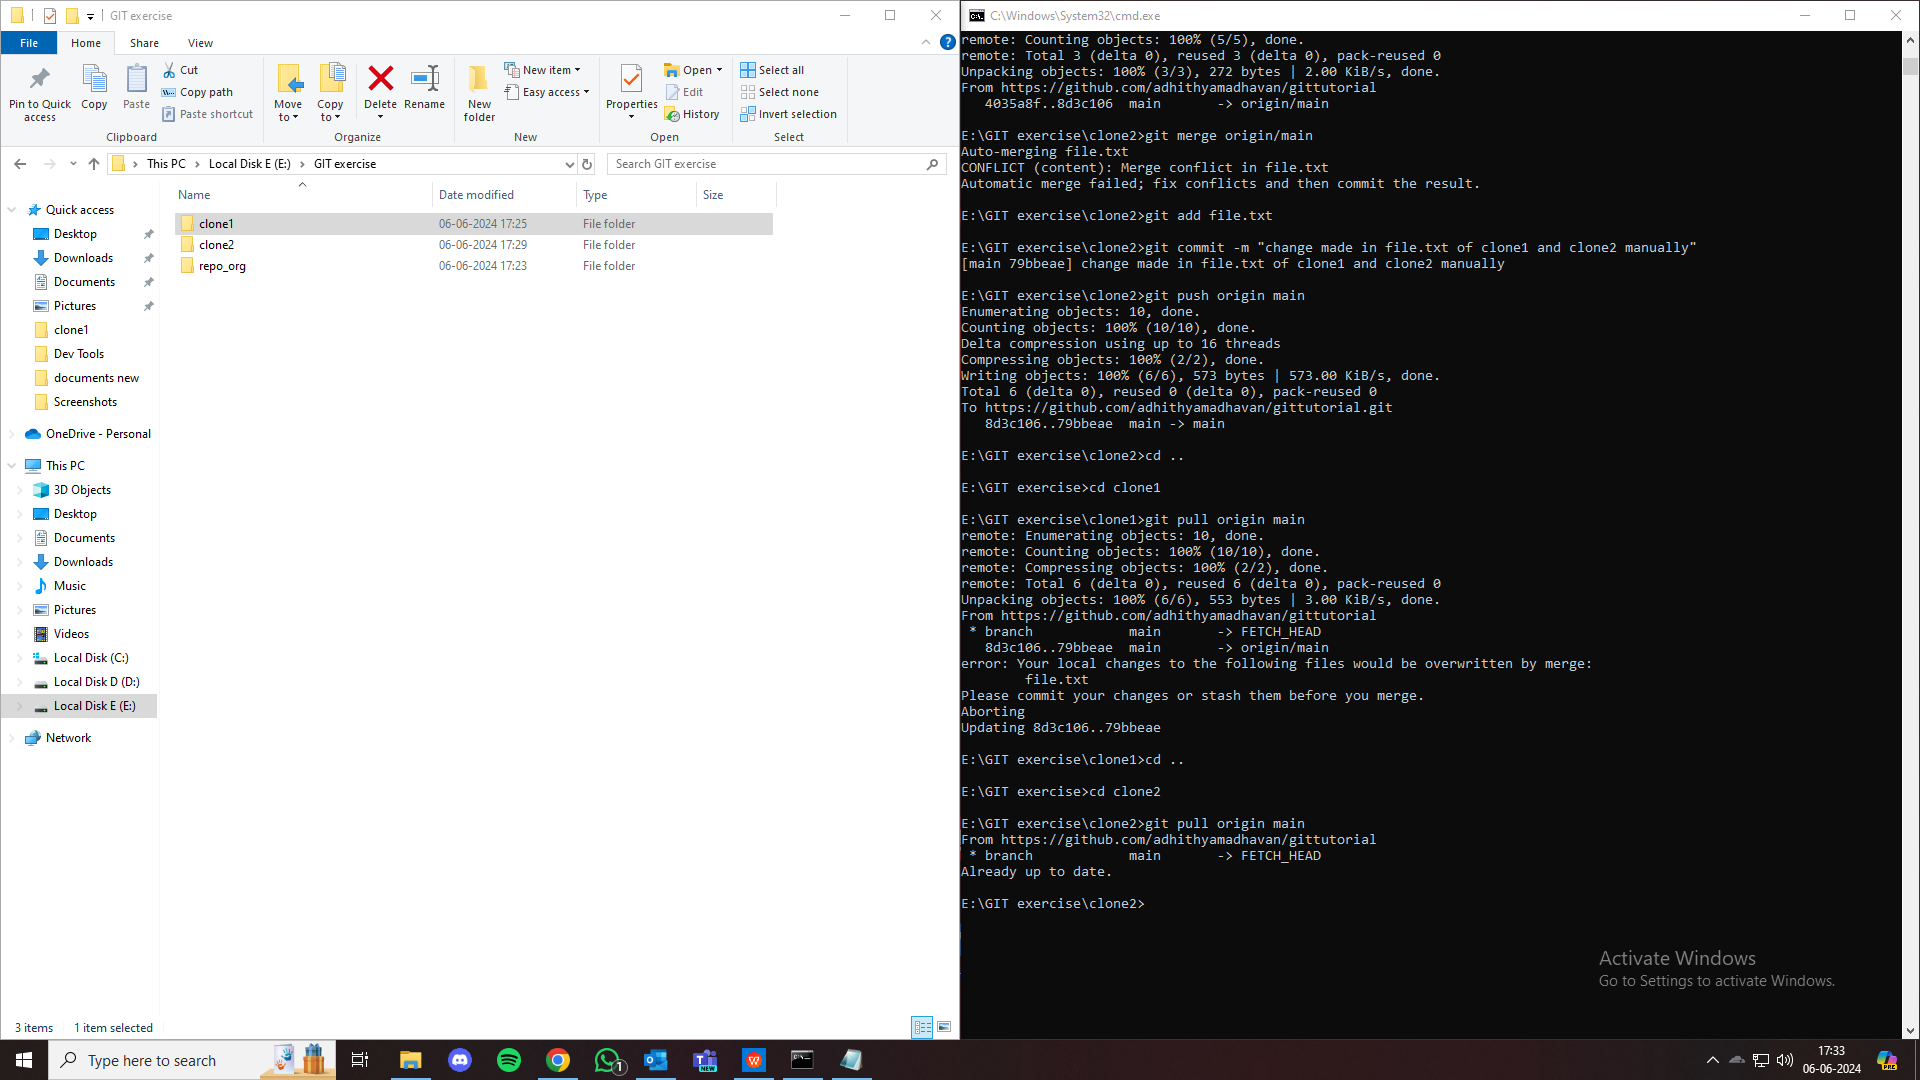 GIT exercise
File
Home
Share
View
Pin to Quick access
Copy
Paste
Cut
Copy path
Paste shortcut
Clipboard
Move to
Copy to
Delete
Rename
Organize
New folder
New item
Easy access
New
Properties
Open
Edit
History
Open
Select all
Select none
Invert selection
Select
This PC > Local Disk E (E:) > GIT exercise
Search GIT exercise
Name
Date modified
Type
Size
clone1 06-06-2024 17:25 File folder
clone2 06-06-2024 17:29 File folder
repo_org 06-06-2024 17:23 File folder
Quick access
Desktop
Downloads
Documents
Pictures
clone1
Dev Tools
documents new
Screenshots
OneDrive - Personal
This PC
3D Objects
Desktop
Documents
Downloads
Music
Pictures
Videos
Local Disk (C:)
Local Disk D (D:)
Local Disk E (E:)
Network
3 items 1 item selected
C:\Windows\System32\cmd.exe
remote: Counting objects: 100% (5/5), done.
remote: Total 3 (delta 0), reused 3 (delta 0), pack-reused 0
Unpacking objects: 100% (3/3), 272 bytes | 2.00 KiB/s, done.
From https://github.com/adhithyamadhavan/gittutorial
   4035a8f..8d3c106  main       -> origin/main
E:\GIT exercise\clone2>git merge origin/main
Auto-merging file.txt
CONFLICT (content): Merge conflict in file.txt
Automatic merge failed; fix conflicts and then commit the result.
E:\GIT exercise\clone2>git add file.txt
E:\GIT exercise\clone2>git commit -m "change made in file.txt of clone1 and clone2 manually"
[main 79bbeae] change made in file.txt of clone1 and clone2 manually
E:\GIT exercise\clone2>git push origin main
Enumerating objects: 10, done.
Counting objects: 100% (10/10), done.
Delta compression using up to 16 threads
Compressing objects: 100% (2/2), done.
Writing objects: 100% (6/6), 573 bytes | 573.00 KiB/s, done.
Total 6 (delta 0), reused 0 (delta 0), pack-reused 0
To https://github.com/adhithyamadhavan/gittutorial.git
   8d3c106..79bbeae  main -> main
E:\GIT exercise\clone2>cd ..
E:\GIT exercise>cd clone1
E:\GIT exercise\clone1>git pull origin main
remote: Enumerating objects: 10, done.
remote: Counting objects: 100% (10/10), done.
remote: Compressing objects: 100% (2/2), done.
remote: Total 6 (delta 0), reused 6 (delta 0), pack-reused 0
Unpacking objects: 100% (6/6), 553 bytes | 3.00 KiB/s, done.
From https://github.com/adhithyamadhavan/gittutorial
 * branch            main       -> FETCH_HEAD
   8d3c106..79bbeae  main       -> origin/main
error: Your local changes to the following files would be overwritten by merge:
        file.txt
Please commit your changes or stash them before you merge.
Aborting
Updating 8d3c106..79bbeae
E:\GIT exercise\clone1>cd ..
E:\GIT exercise>cd clone2
E:\GIT exercise\clone2>git pull origin main
From https://github.com/adhithyamadhavan/gittutorial
 * branch            main       -> FETCH_HEAD
Already up to date.
E:\GIT exercise\clone2>
Activate Windows
Go to Settings to activate Windows.
Type here to search
1
NEW
17:33
06-06-2024
PRE